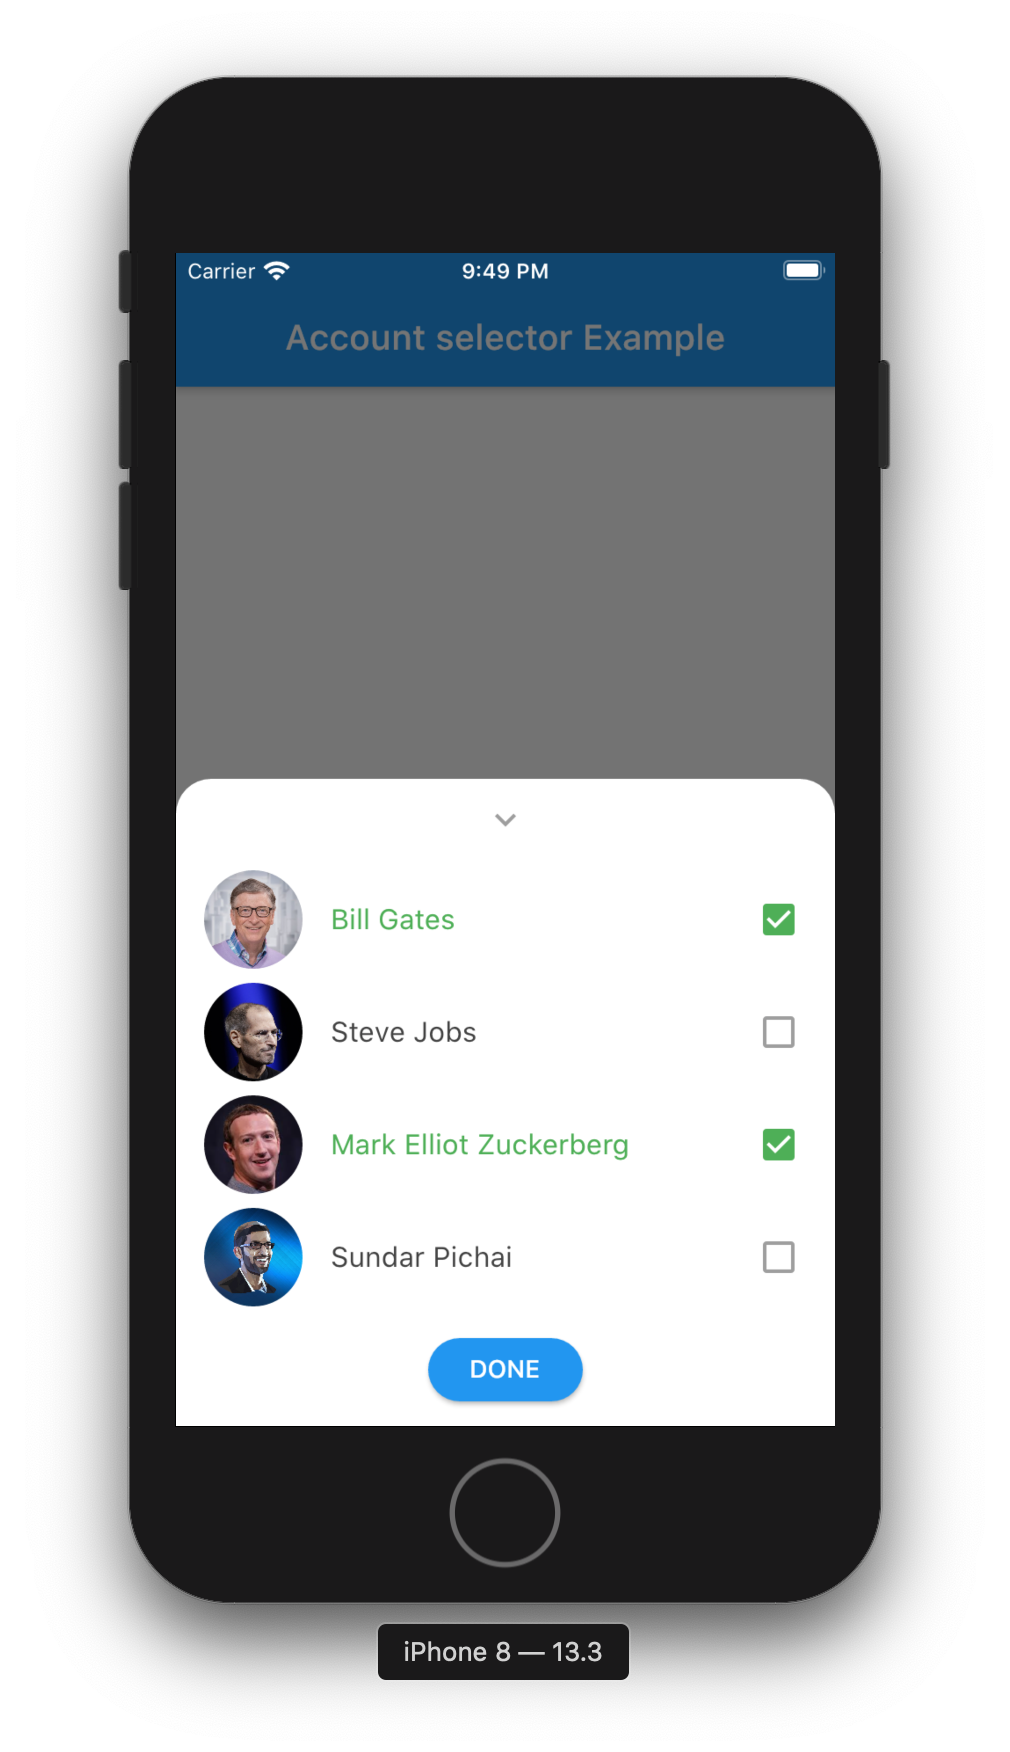 Carrier
9:49 PM
Account selector Example
Bill Gates
Steve Jobs
Mark Elliot Zuckerberg
Sundar Pichai
DONE
iPhone 8 — 13.3